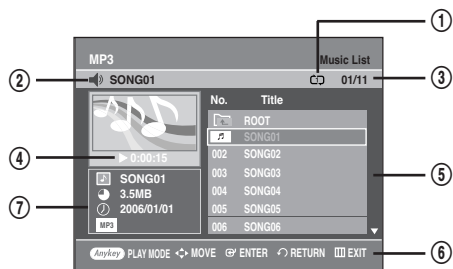 ①
MP3 Music List
② SONG01 01/11 ③
No. Title
ROOT
SONG01
④ 0:00:15
002 SONG02
SONG01 003 SONG03
3.5MB 004 SONG04 ⑤
⑦ 2006/01/01 005 SONG05
MP3 006 SONG06
Anykey PLAY MODE MOVE ENTER RETURN EXIT ⑥